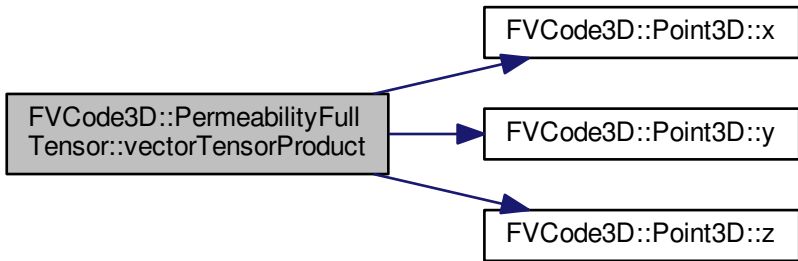 FVCode3D::PermeabilityFull
Tensor::vectorTensorProduct
FVCode3D::Point3D::x
FVCode3D::Point3D::y
FVCode3D::Point3D::z